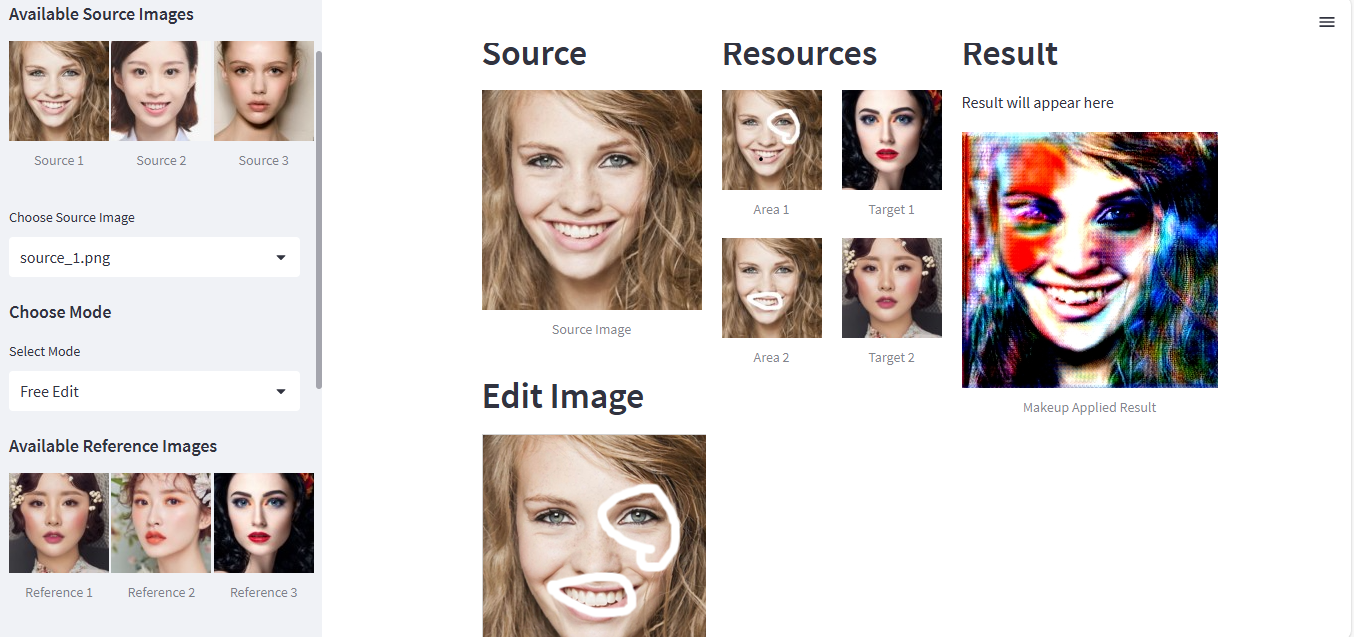 Available Source Images
Source 1
Source 2
Source 3
Choose Source Image
source_1.png
Choose Mode
Select Mode
Free Edit
Available Reference Images
Reference 1
Reference 2
Reference 3
Source
Source Image
Edit Image
Resources
Area 1
Target 1
Area 2
Target 2
Result
Result will appear here
Makeup Applied Result